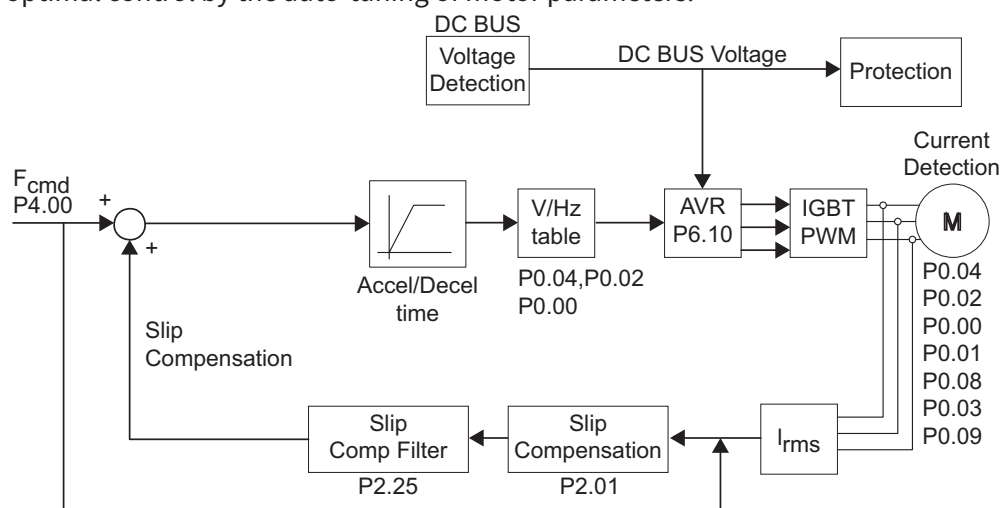 optimal control by the auto-tuning of motor parameters.
DC BUS
Voltage
Detection
DC BUS Voltage
Protection
Current
Detection
Fcmd
P4.00
+
+
Accel/Decel
time
V/Hz
table
P0.04,P0.02
P0.00
AVR
P6.10
IGBT
PWM
M
P0.04
P0.02
P0.00
P0.01
P0.08
P0.03
P0.09
Slip
Compensation
Slip
Comp Filter
P2.25
Slip
Compensation
P2.01
Irms